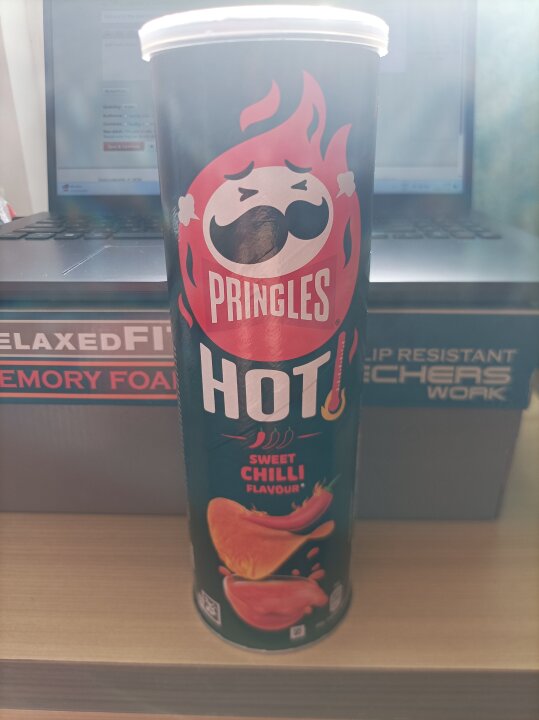 PRINGLES
HOT!
SWEET
CHILLI
FLAVOUR*
ELAXEDFI
EMORY FOA
LIP RESISTANT
ECHERS
WORK